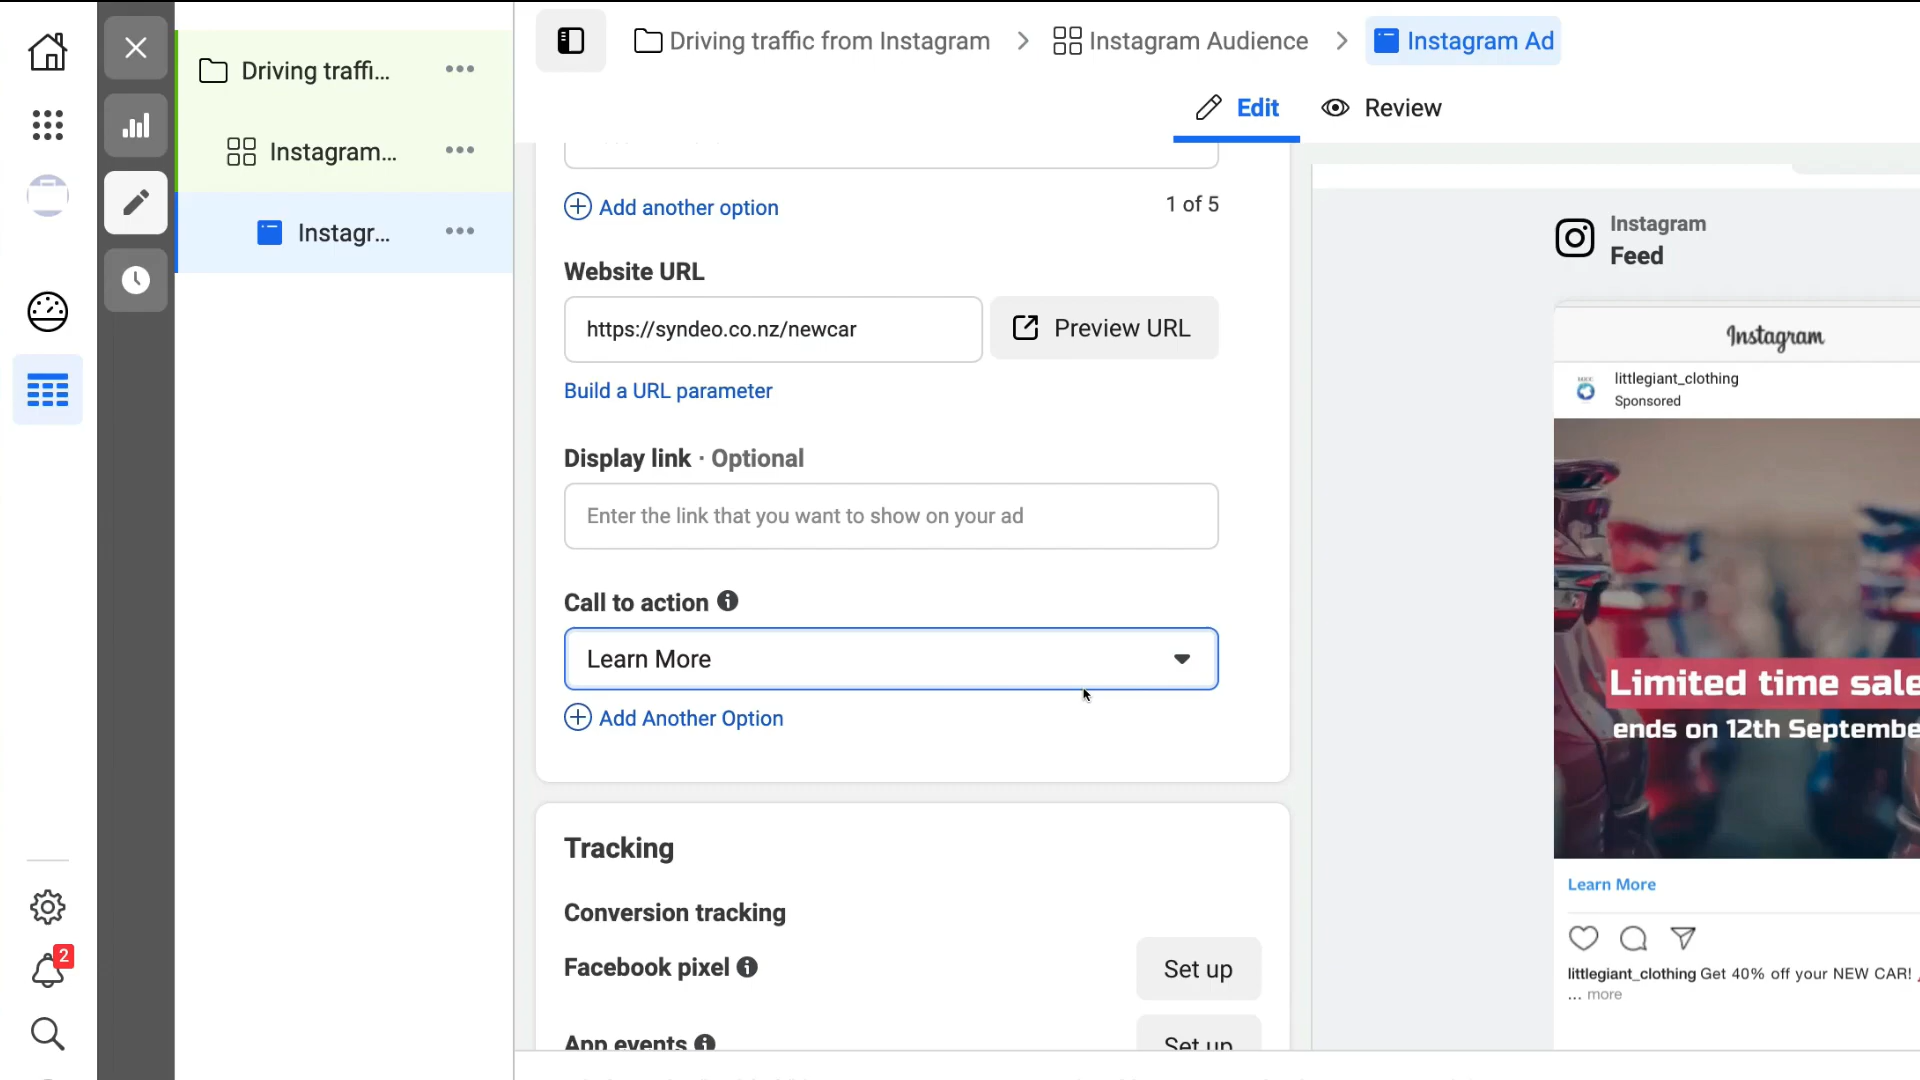 Driving traffi...
Instagram...
Instagr...
2
Driving traffic from Instagram
Instagram Audience
Instagram Ad
Edit
Review
Add another option
1 of 5
Website URL
https://syndeo.co.nz/newcar
Preview URL
Build a URL parameter
Display link · Optional
Enter the link that you want to show on your ad
Call to action
Learn More
Add Another Option
Tracking
Conversion tracking
Facebook pixel
Set up
App events
Set up
Instagram
Feed
Instagram
littlegiant_clothing
Sponsored
Limited time sale
ends on 12th Septembe
Learn More
littlegiant_clothing Get 40% off your NEW CAR!
... more